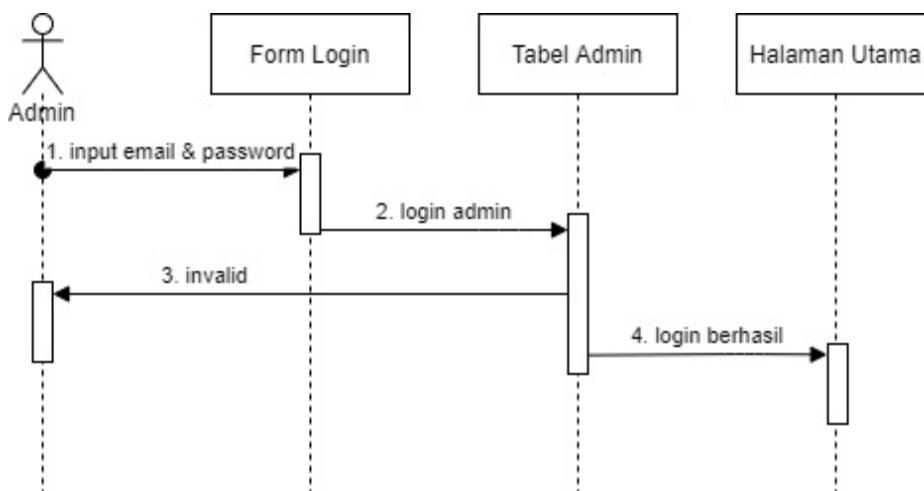 Form Login
Tabel Admin
Halaman Utama
Admin
1. input email & password
2. login admin
3. invalid
4. login berhasil